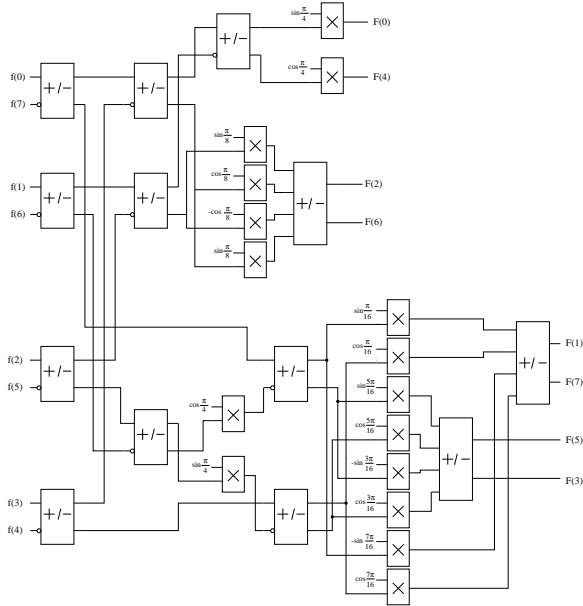 sin π/4 × F(0)
+/−
cos π/4 × F(4)
f(0) +/− +/−
f(7)
sin π/8 ×
cos π/8 × F(2)
f(1) +/− +/− +/−
f(6) -cos π/8 × F(6)
sin π/8 ×
sin π/16 ×
F(1)
cos π/16 × +/−
f(2) +/− +/−
f(5) sin 5π/16 × F(7)
cos π/4 ×
cos 5π/16 ×
+/− +/− F(5)
sin π/4 × -sin 3π/16 × F(3)
f(3) cos 3π/16 ×
+/− +/−
f(4)
-sin 7π/16 ×
cos 7π/16 ×